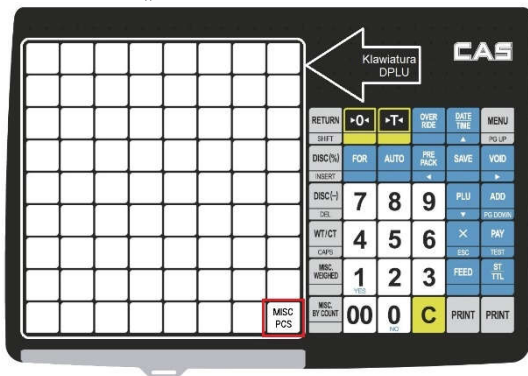 Klawiatura
DPLU
CAS
RETURN ►0◄ ►T◄ OVER RIDE DATE TIME MENU
SHIFT ▲ PG UP
DISC(%) FOR AUTO PRE PACK SAVE VOID
INSERT ◄ ►
DISC(–) 7 8 9 PLU ADD
DEL ▼ PG DOWN
WT/CT 4 5 6 × PAY
CAPS ESC TEST
MISC. WEIGHED 1 2 3 FEED ST TTL
YES
MISC
PCS
MISC. BY COUNT 00 0 C PRINT PRINT
NO